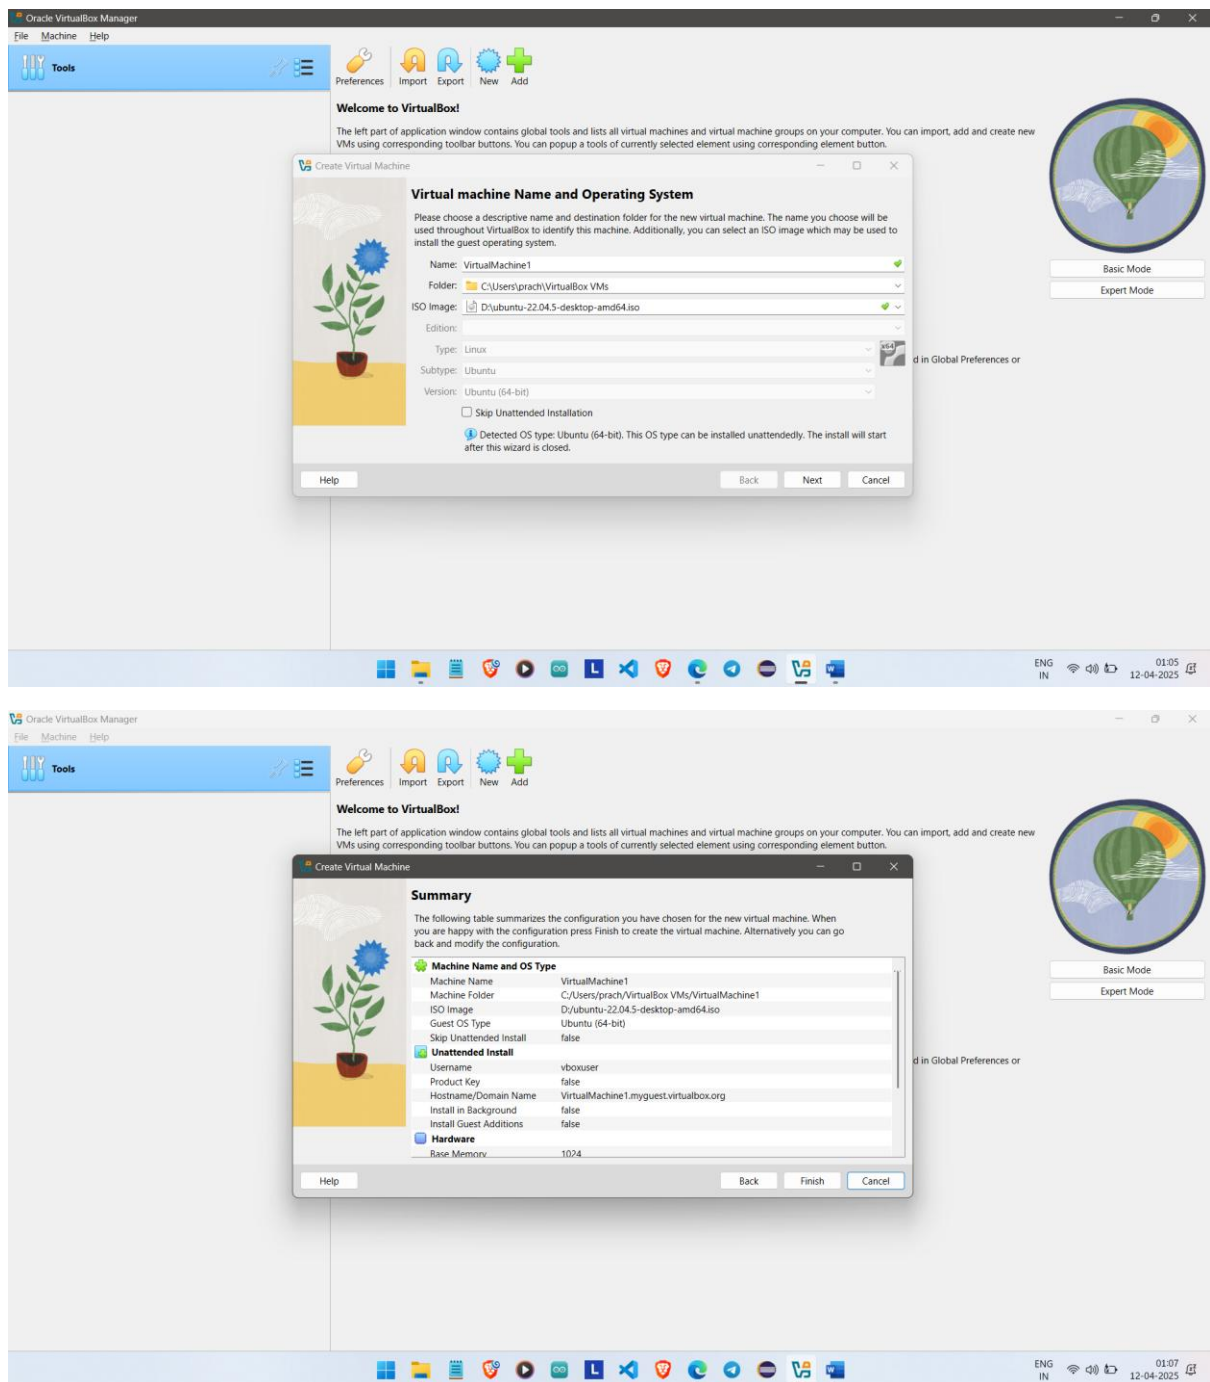 Oracle VirtualBox Manager
File Machine Help
Tools
Preferences Import Export New Add
Welcome to VirtualBox!
The left part of application window contains global tools and lists all virtual machines and virtual machine groups on your computer. You can import, add and create new
VMs using corresponding toolbar buttons. You can popup a tools of currently selected element using corresponding element button.
Create Virtual Machine
Virtual machine Name and Operating System
Please choose a descriptive name and destination folder for the new virtual machine. The name you choose will be
used throughout VirtualBox to identify this machine. Additionally, you can select an ISO image which may be used to
install the guest operating system.
Name: VirtualMachine1
Folder: C:\Users\prach\VirtualBox VMs
ISO Image: D:\ubuntu-22.04.5-desktop-amd64.iso
Edition:
Type: Linux
x64
Subtype: Ubuntu
Version: Ubuntu (64-bit)
Skip Unattended Installation
Detected OS type: Ubuntu (64-bit). This OS type can be installed unattendedly. The install will start
after this wizard is closed.
Help Back Next Cancel
Basic Mode
Expert Mode
d in Global Preferences or
ENG
IN
01:05
12-04-2025
Oracle VirtualBox Manager
File Machine Help
Tools
Preferences Import Export New Add
Welcome to VirtualBox!
The left part of application window contains global tools and lists all virtual machines and virtual machine groups on your computer. You can import, add and create new
VMs using corresponding toolbar buttons. You can popup a tools of currently selected element using corresponding element button.
Create Virtual Machine
Summary
The following table summarizes the configuration you have chosen for the new virtual machine. When
you are happy with the configuration press Finish to create the virtual machine. Alternatively you can go
back and modify the configuration.
Machine Name and OS Type
Machine Name VirtualMachine1
Machine Folder C:/Users/prach/VirtualBox VMs/VirtualMachine1
ISO Image D:/ubuntu-22.04.5-desktop-amd64.iso
Guest OS Type Ubuntu (64-bit)
Skip Unattended Install false
Unattended Install
Username vboxuser
Product Key false
Hostname/Domain Name VirtualMachine1.myguest.virtualbox.org
Install in Background false
Install Guest Additions false
Hardware
Base Memory 1024
Help Back Finish Cancel
Basic Mode
Expert Mode
d in Global Preferences or
ENG
IN
01:07
12-04-2025